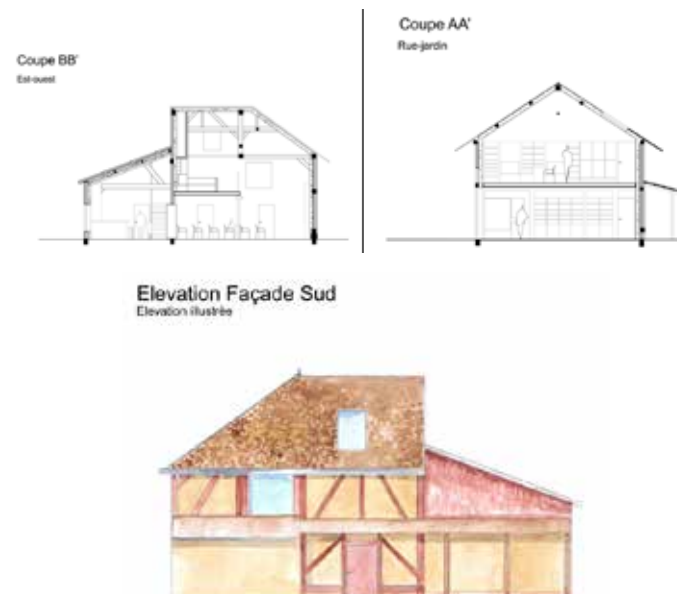 Coupe BB'
Est-ouest
Coupe AA'
Rue-jardin
Elevation Façade Sud
Elevation illustrée